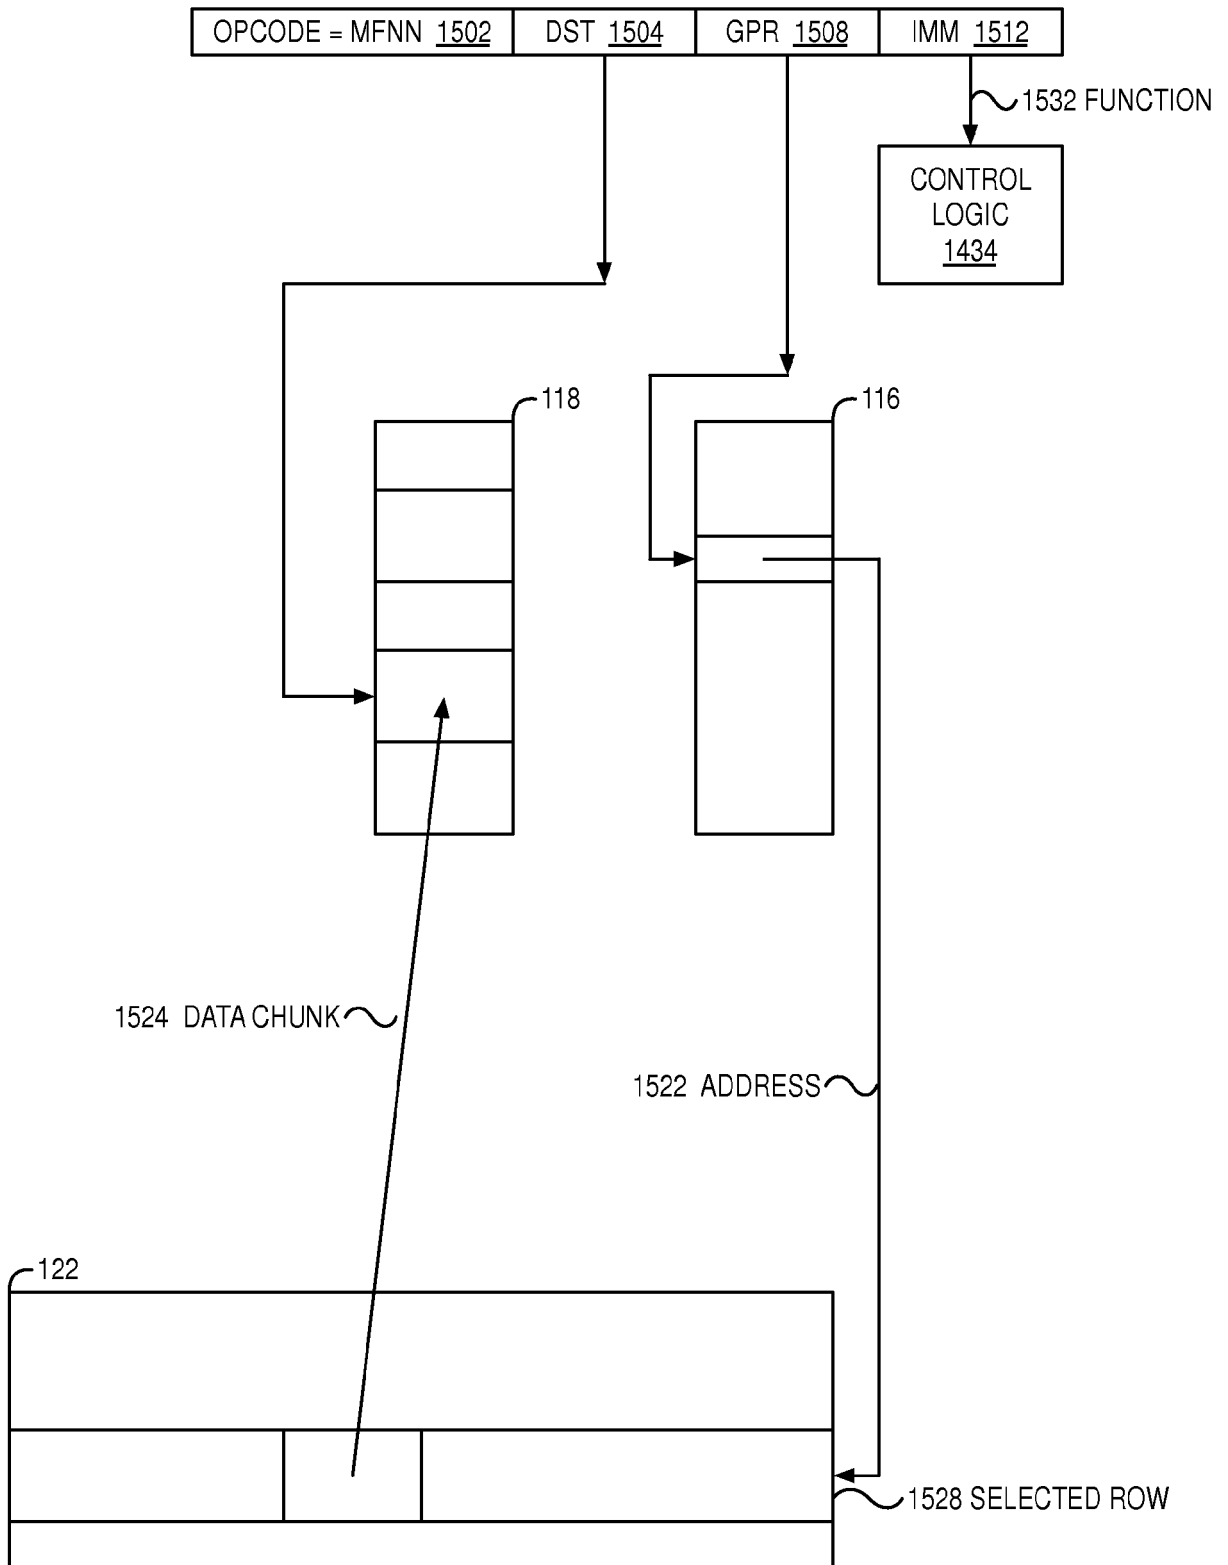 OPCODE = MFNN 1502 DST 1504 GPR 1508 IMM 1512
1532 FUNCTION
CONTROL
LOGIC
1434
118
116
1524 DATA CHUNK
1522 ADDRESS
122
1528 SELECTED ROW